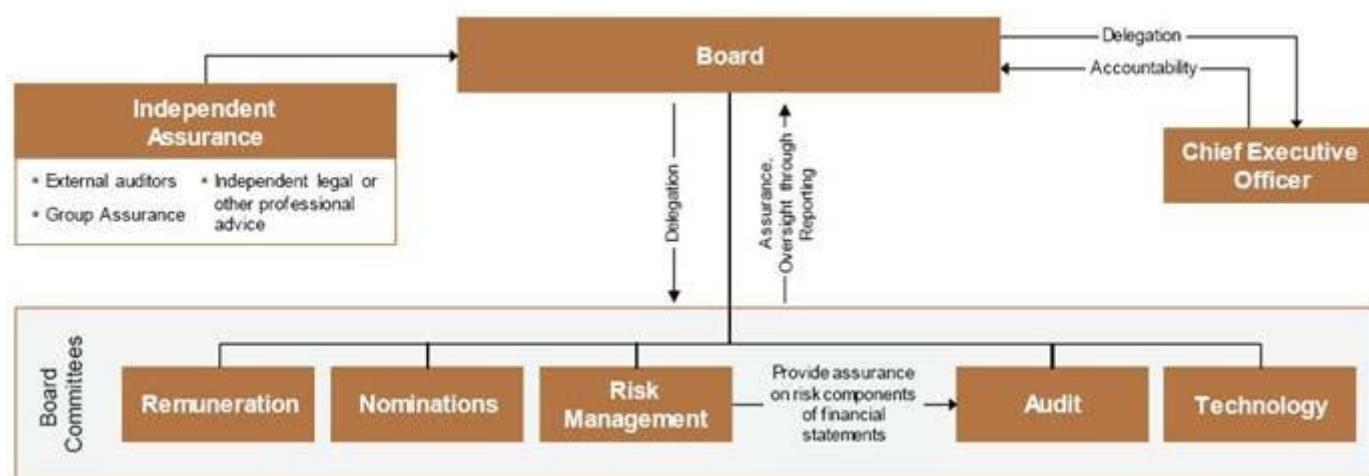 Board
Delegation
Accountability
Independent
Assurance
▪ External auditors
▪ Group Assurance
▪ Independent legal or
other professional
advice
Chief Executive
Officer
Delegation
Assurance,
Oversight through
Reporting
Board
Committees
Remuneration
Nominations
Risk
Management
Provide assurance
on risk components
of financial
statements
Audit
Technology